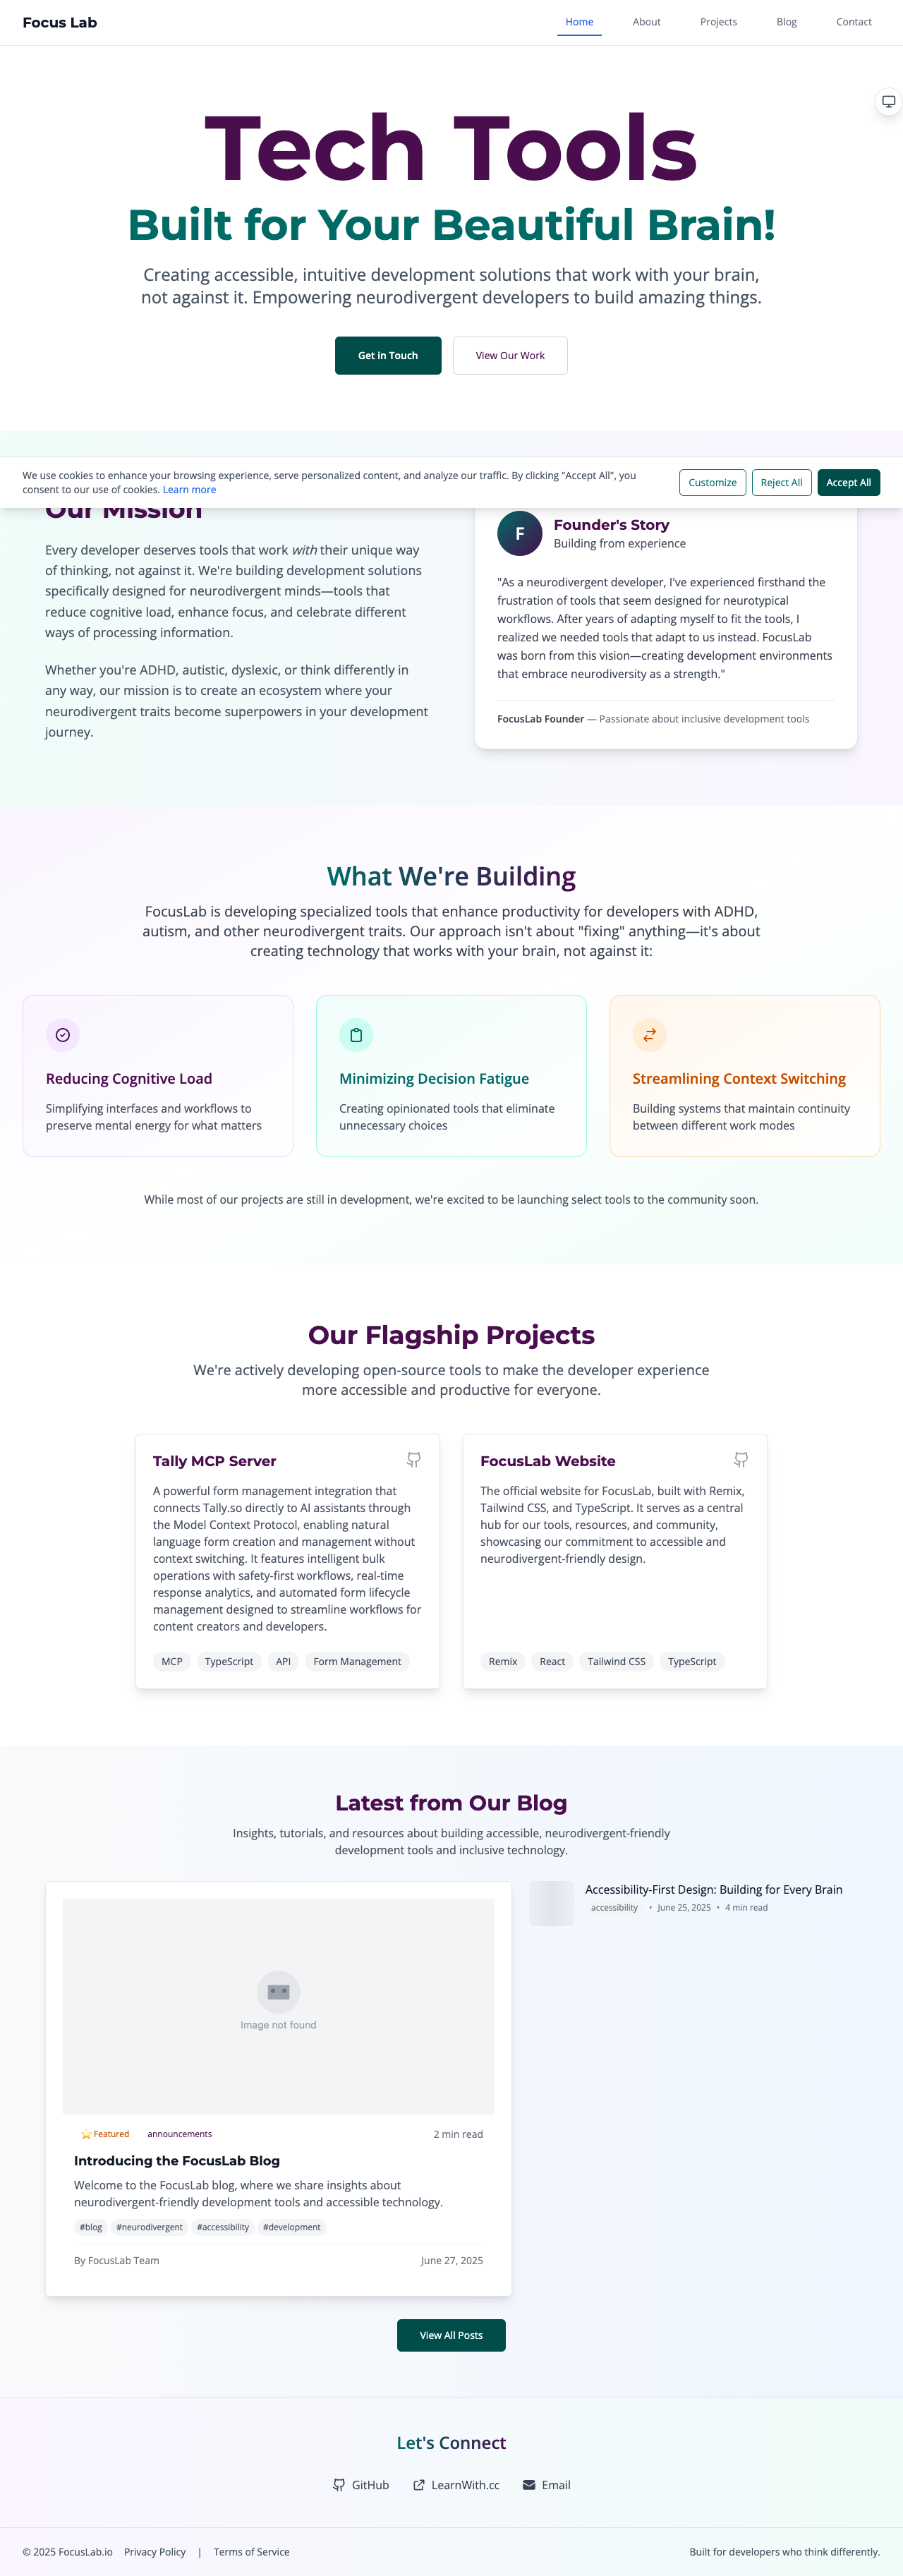 Focus Lab
Home
About
Projects
Blog
Contact
Tech Tools
Built for Your Beautiful Brain!
Creating accessible, intuitive development solutions that work with your brain,
not against it. Empowering neurodivergent developers to build amazing things.
Get in Touch
View Our Work
We use cookies to enhance your browsing experience, serve personalized content, and analyze our traffic. By clicking "Accept All", you
consent to our use of cookies. Learn more
Customize
Reject All
Accept All
Our Mission
Every developer deserves tools that work with their unique way
of thinking, not against it. We're building development solutions
specifically designed for neurodivergent minds—tools that
reduce cognitive load, enhance focus, and celebrate different
ways of processing information.
Whether you're ADHD, autistic, dyslexic, or think differently in
any way, our mission is to create an ecosystem where your
neurodivergent traits become superpowers in your development
journey.
F
Founder's Story
Building from experience
"As a neurodivergent developer, I've experienced firsthand the
frustration of tools that seem designed for neurotypical
workflows. After years of adapting myself to fit the tools, I
realized we needed tools that adapt to us instead. FocusLab
was born from this vision—creating development environments
that embrace neurodiversity as a strength."
FocusLab Founder — Passionate about inclusive development tools
What We're Building
FocusLab is developing specialized tools that enhance productivity for developers with ADHD,
autism, and other neurodivergent traits. Our approach isn't about "fixing" anything—it's about
creating technology that works with your brain, not against it:
Reducing Cognitive Load
Simplifying interfaces and workflows to
preserve mental energy for what matters
Minimizing Decision Fatigue
Creating opinionated tools that eliminate
unnecessary choices
Streamlining Context Switching
Building systems that maintain continuity
between different work modes
While most of our projects are still in development, we're excited to be launching select tools to the community soon.
Our Flagship Projects
We're actively developing open-source tools to make the developer experience
more accessible and productive for everyone.
Tally MCP Server
A powerful form management integration that
connects Tally.so directly to AI assistants through
the Model Context Protocol, enabling natural
language form creation and management without
context switching. It features intelligent bulk
operations with safety-first workflows, real-time
response analytics, and automated form lifecycle
management designed to streamline workflows for
content creators and developers.
MCP
TypeScript
API
Form Management
FocusLab Website
The official website for FocusLab, built with Remix,
Tailwind CSS, and TypeScript. It serves as a central
hub for our tools, resources, and community,
showcasing our commitment to accessible and
neurodivergent-friendly design.
Remix
React
Tailwind CSS
TypeScript
Latest from Our Blog
Insights, tutorials, and resources about building accessible, neurodivergent-friendly
development tools and inclusive technology.
Image not found
⭐ Featured
announcements
2 min read
Introducing the FocusLab Blog
Welcome to the FocusLab blog, where we share insights about
neurodivergent-friendly development tools and accessible technology.
#blog
#neurodivergent
#accessibility
#development
By FocusLab Team
June 27, 2025
Accessibility-First Design: Building for Every Brain
accessibility • June 25, 2025 • 4 min read
View All Posts
Let's Connect
GitHub
LearnWith.cc
Email
© 2025 FocusLab.io
Privacy Policy
|
Terms of Service
Built for developers who think differently.